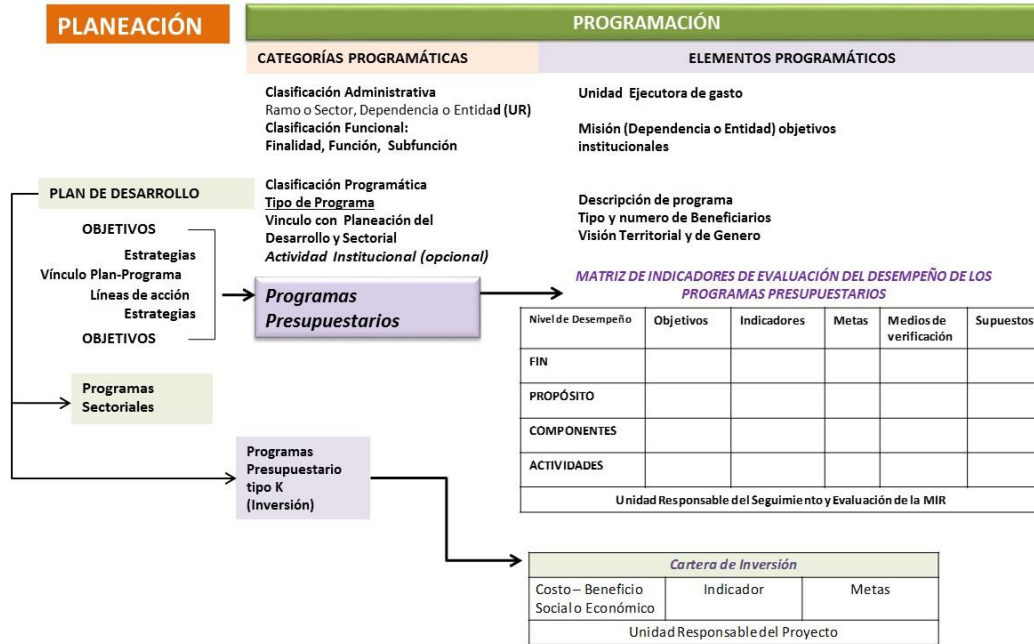 PLANEACIÓN
PROGRAMACIÓN
CATEGORÍAS PROGRAMÁTICAS
ELEMENTOS PROGRAMÁTICOS
Clasificación Administrativa
Ramo o Sector, Dependencia o Entidad (UR)
Clasificación Funcional:
Finalidad, Función, Subfunción
Unidad Ejecutora de gasto
Misión (Dependencia o Entidad) objetivos
institucionales
PLAN DE DESARROLLO
Clasificación Programática
Tipo de Programa
Vinculo con Planeación del
Desarrollo y Sectorial
Actividad Institucional (opcional)
Descripción de programa
Tipo y numero de Beneficiarios
Visión Territorial y de Genero
OBJETIVOS
Estrategias
Vínculo Plan-Programa
Líneas de acción
Estrategias
OBJETIVOS
Programas
Presupuestarios
MATRIZ DE INDICADORES DE EVALUACIÓN DEL DESEMPEÑO DE LOS
PROGRAMAS PRESUPUESTARIOS
Nivel de Desempeño Objetivos Indicadores Metas Medios de verificación Supuestos
FIN
PROPÓSITO
COMPONENTES
ACTIVIDADES
Unidad Responsable del Seguimiento y Evaluación de la MIR
Programas
Sectoriales
Programas
Presupuestario
tipo K
(Inversión)
Cartera de Inversión
Costo – Beneficio Social o Económico Indicador Metas
Unidad Responsable del Proyecto